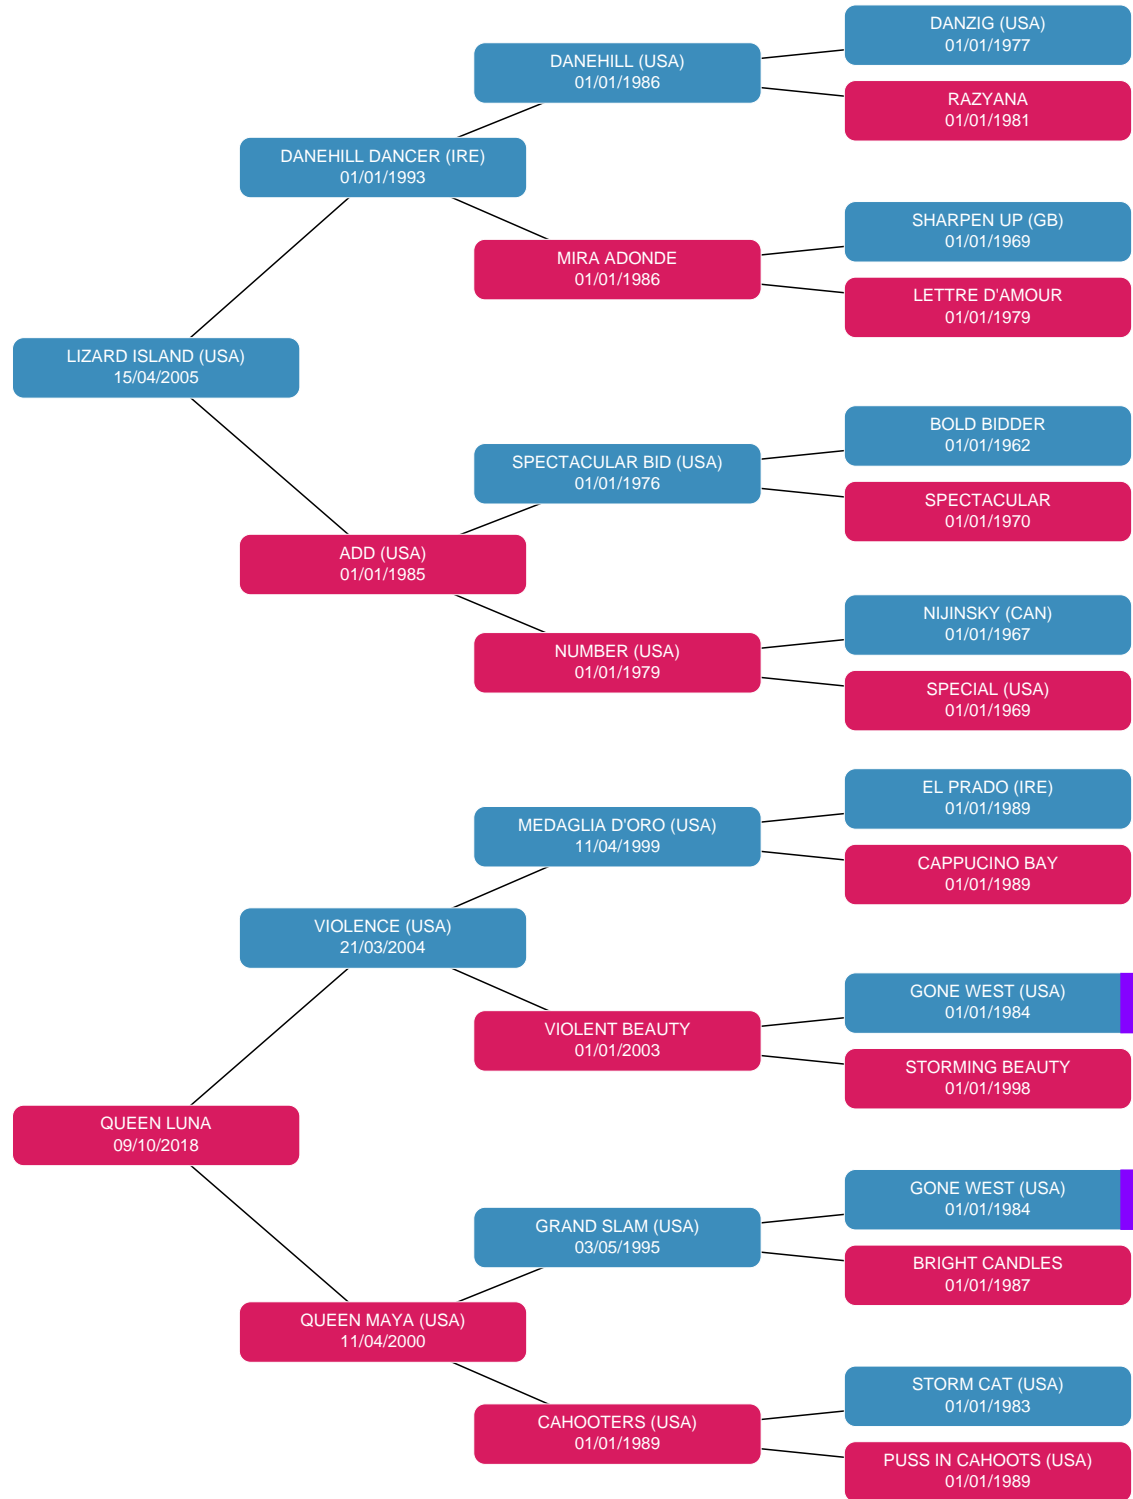 DANZIG (USA)
01/01/1977
DANEHILL (USA)
01/01/1986
RAZYANA
01/01/1981
DANEHILL DANCER (IRE)
01/01/1993
SHARPEN UP (GB)
01/01/1969
MIRA ADONDE
01/01/1986
LETTRE D'AMOUR
01/01/1979
LIZARD ISLAND (USA)
15/04/2005
BOLD BIDDER
01/01/1962
SPECTACULAR BID (USA)
01/01/1976
SPECTACULAR
01/01/1970
ADD (USA)
01/01/1985
NIJINSKY (CAN)
01/01/1967
NUMBER (USA)
01/01/1979
SPECIAL (USA)
01/01/1969
EL PRADO (IRE)
01/01/1989
MEDAGLIA D'ORO (USA)
11/04/1999
CAPPUCINO BAY
01/01/1989
VIOLENCE (USA)
21/03/2004
GONE WEST (USA)
01/01/1984
VIOLENT BEAUTY
01/01/2003
STORMING BEAUTY
01/01/1998
QUEEN LUNA
09/10/2018
GONE WEST (USA)
01/01/1984
GRAND SLAM (USA)
03/05/1995
BRIGHT CANDLES
01/01/1987
QUEEN MAYA (USA)
11/04/2000
STORM CAT (USA)
01/01/1983
CAHOOTERS (USA)
01/01/1989
PUSS IN CAHOOTS (USA)
01/01/1989